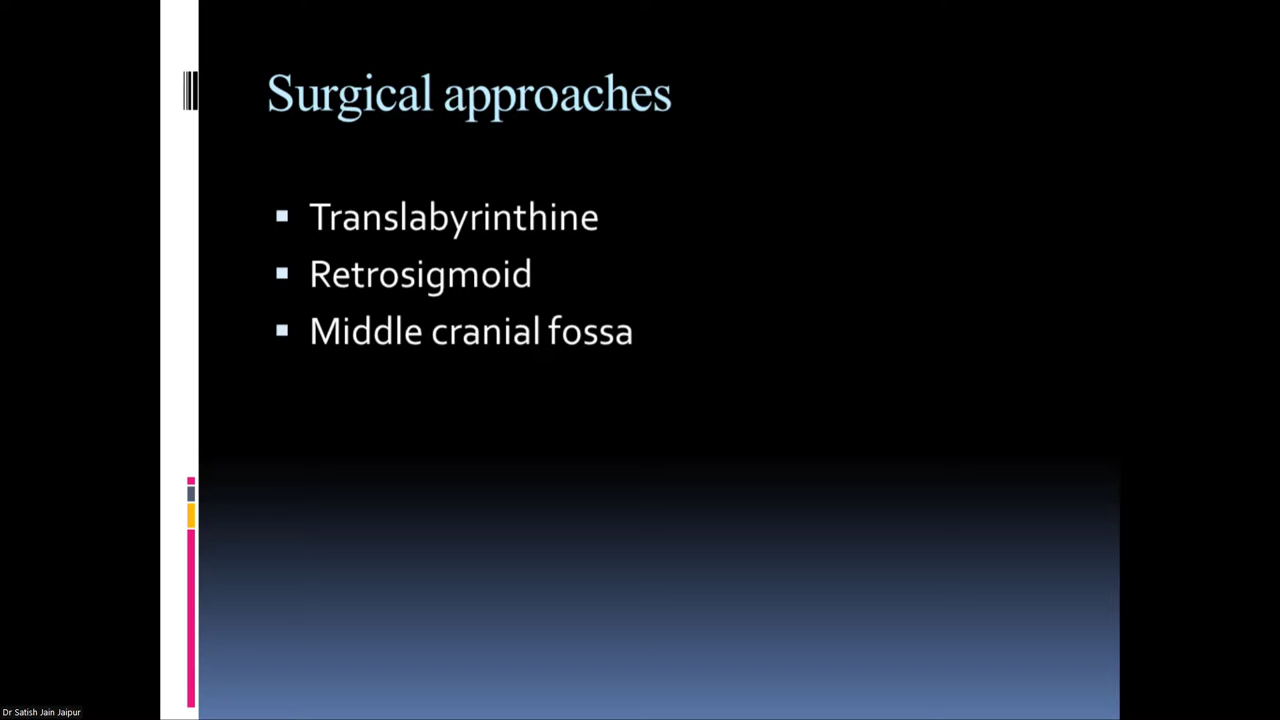 Surgical approaches
Translabyrinthine
Retrosigmoid
Middle cranial fossa
Dr Satish Jain Jaipur